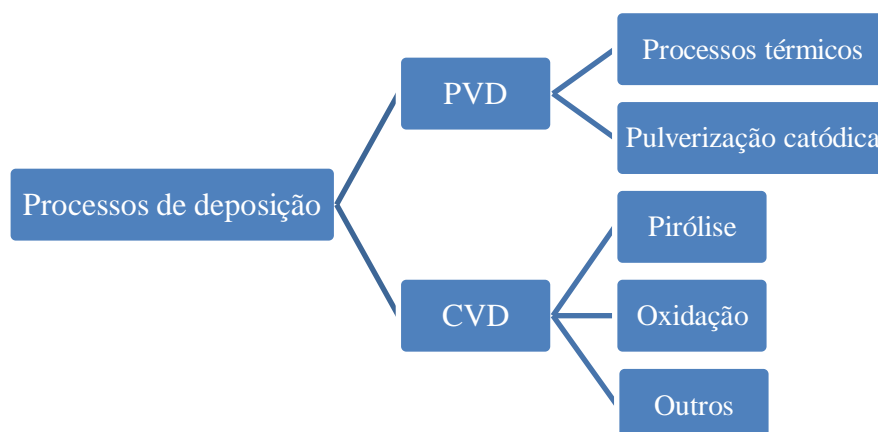 Processos de deposição
PVD
Processos térmicos
Pulverização catódica
CVD
Pirólise
Oxidação
Outros